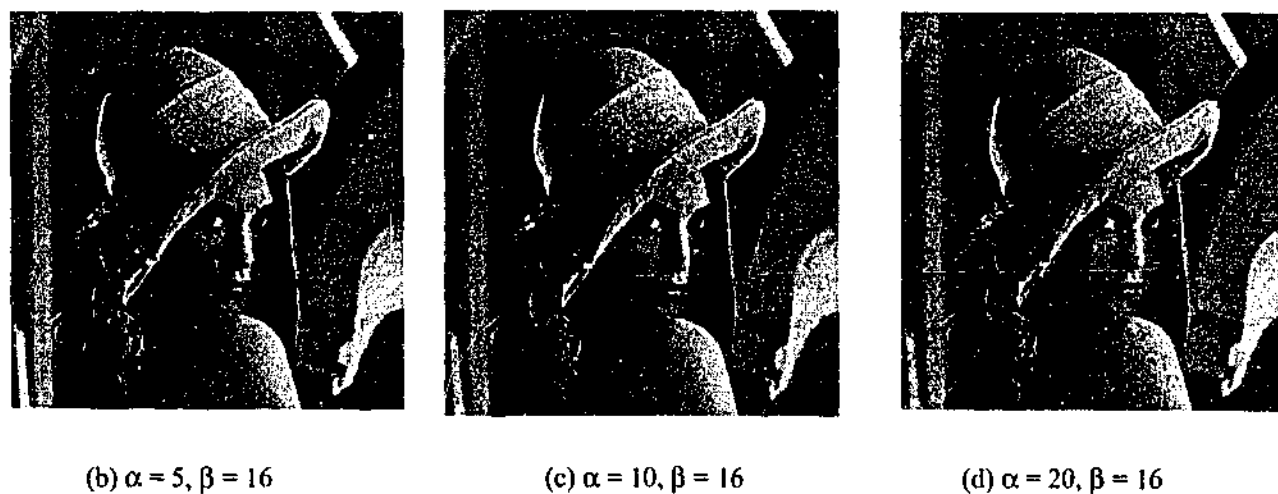 (b) α = 5, β = 16 (c) α = 10, β = 16 (d) α = 20, β = 16